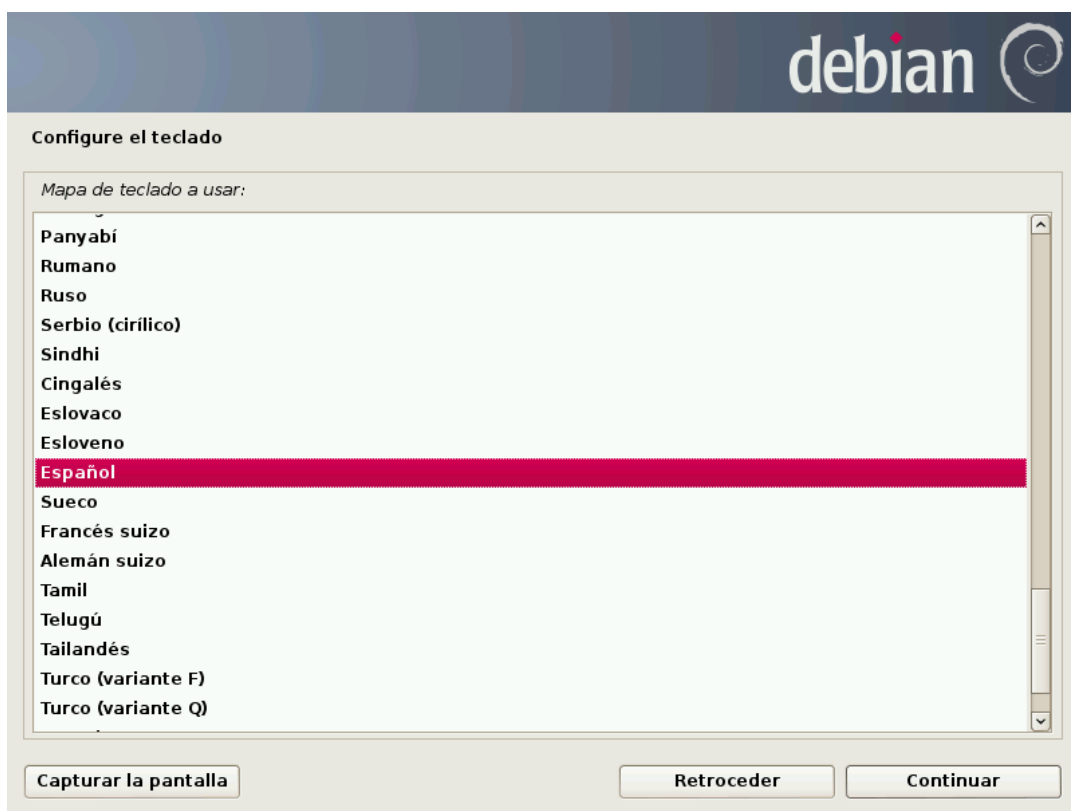 debian
Configure el teclado
Mapa de teclado a usar:
Panyabí
Rumano
Ruso
Serbio (cirílico)
Sindhi
Cingalés
Eslovaco
Esloveno
Español
Sueco
Francés suizo
Alemán suizo
Tamil
Telugú
Tailandés
Turco (variante F)
Turco (variante Q)
Capturar la pantalla
Retroceder
Continuar